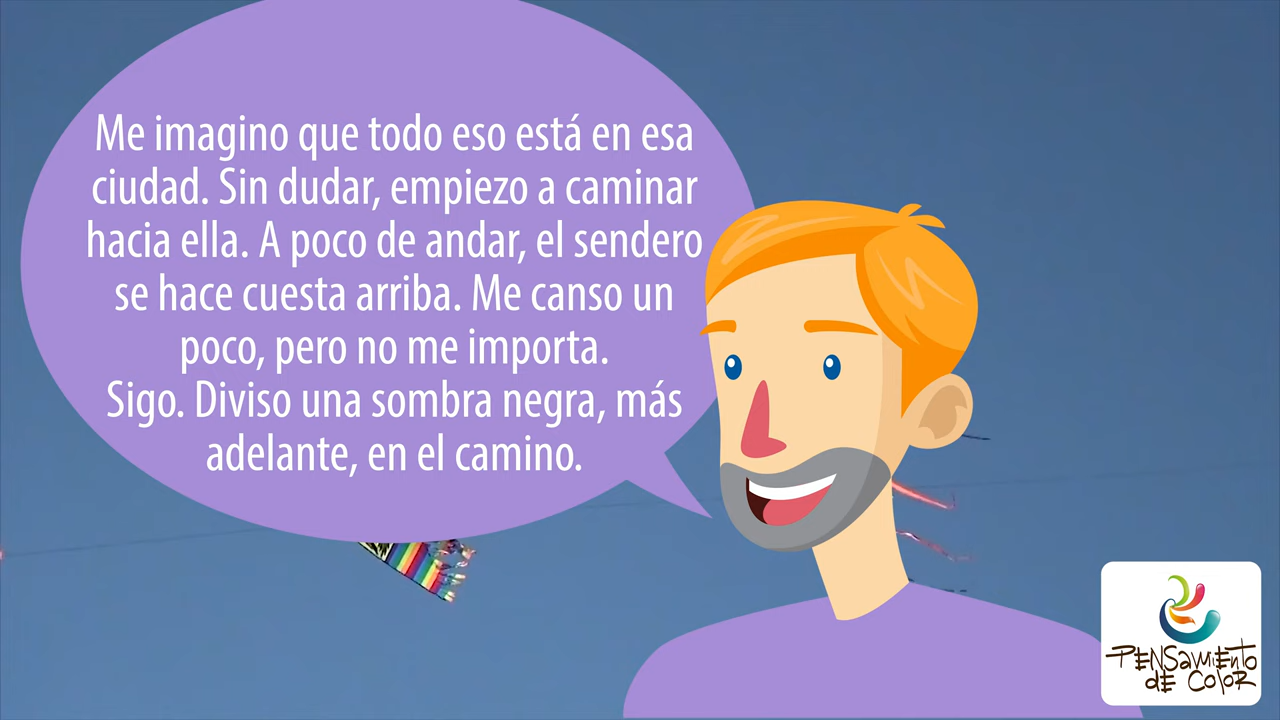 Me imagino que todo eso está en esa
ciudad. Sin dudar, empiezo a caminar
hacia ella. A poco de andar, el sendero
se hace cuesta arriba. Me canso un
poco, pero no me importa.
Sigo. Diviso una sombra negra, más
adelante, en el camino.
PENSAMIENTO
DE COLOR